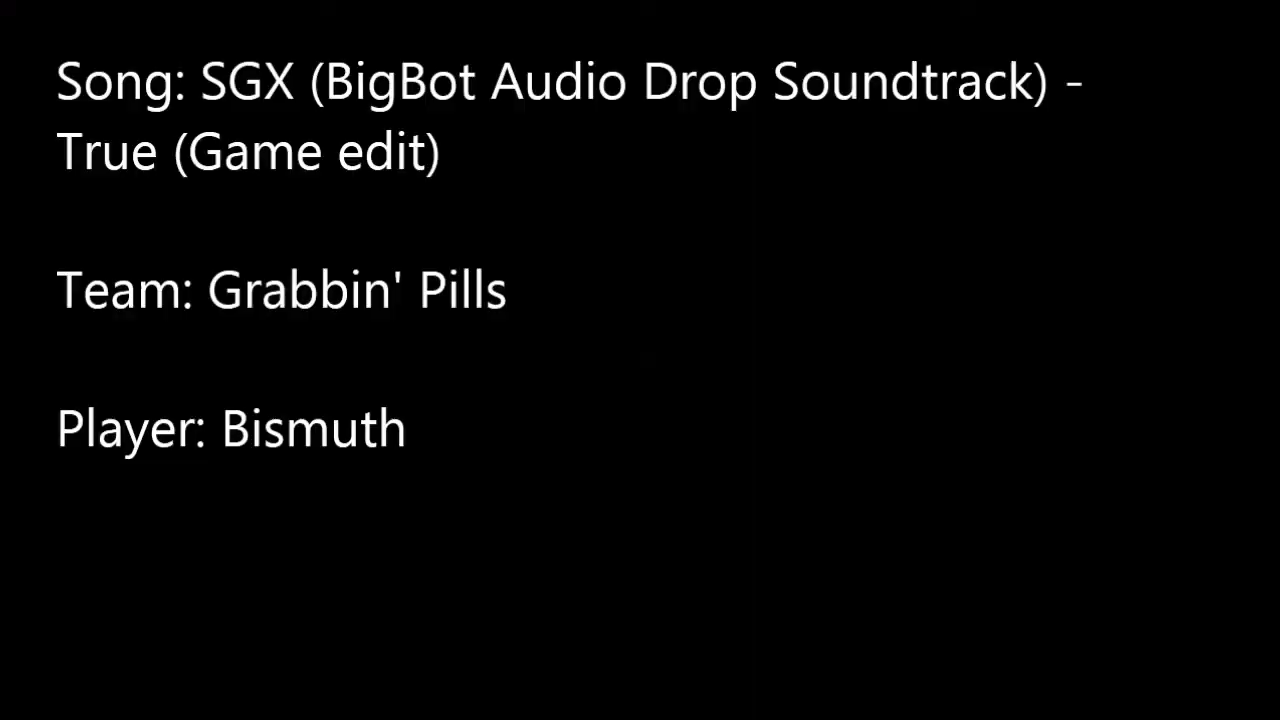 Song: SGX (BigBot Audio Drop Soundtrack) -
True (Game edit)
Team: Grabbin' Pills
Player: Bismuth